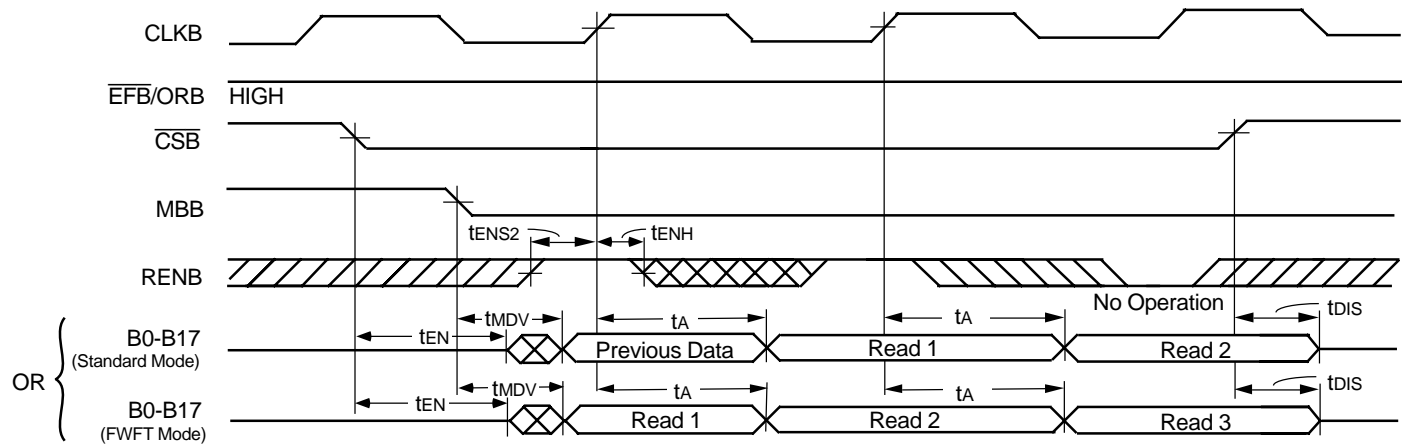 CLKB
EFB/ORB HIGH
CSB
MBB
tENS2 tENH
RENB
No Operation
tMDV tA tA tDIS
B0-B17 tEN Previous Data Read 1 Read 2
(Standard Mode)
OR
tMDV tA tA tDIS
B0-B17 tEN Read 1 Read 2 Read 3
(FWFT Mode)